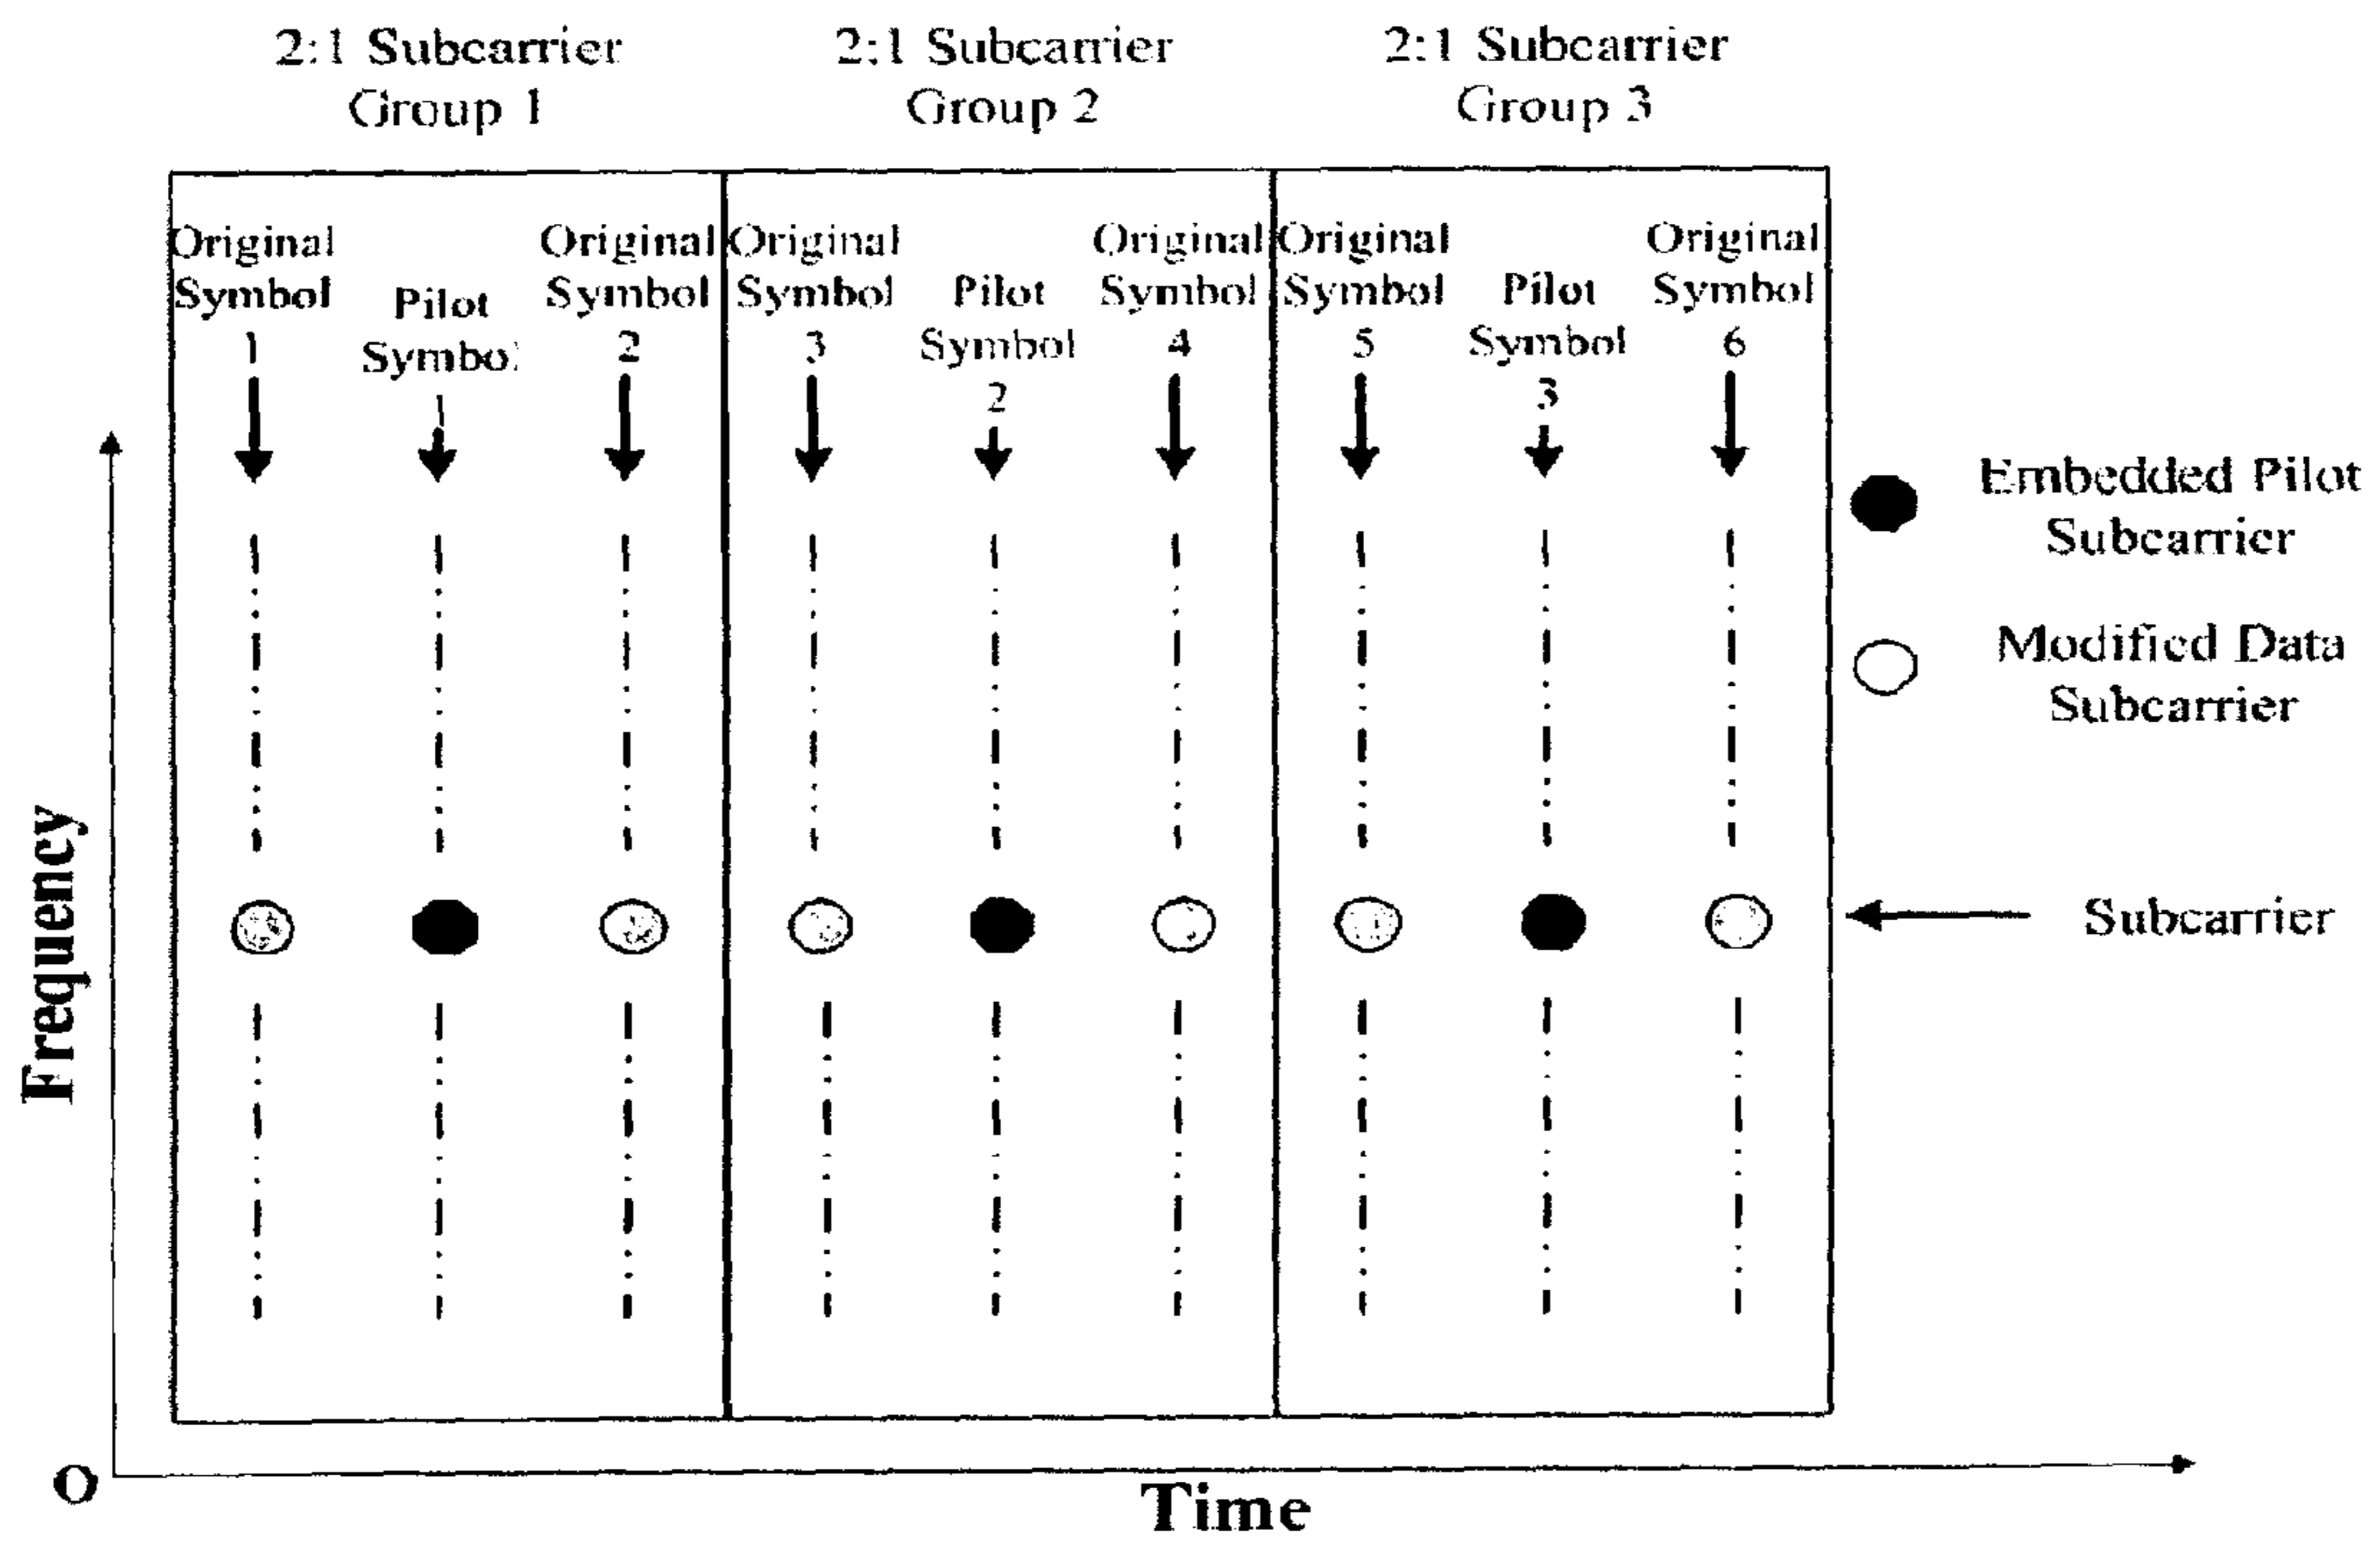 2:1 Subcarrier
Group 1
2:1 Subcarrier
Group 2
2:1 Subcarrier
Group 3
Original
Symbol
1
Pilot
Symbol
1
Original
Symbol
2
Original
Symbol
3
Pilot
Symbol
2
Original
Symbol
4
Original
Symbol
5
Pilot
Symbol
3
Original
Symbol
6
Embedded Pilot
Subcarrier
Modified Data
Subcarrier
Subcarrier
Frequency
O
Time